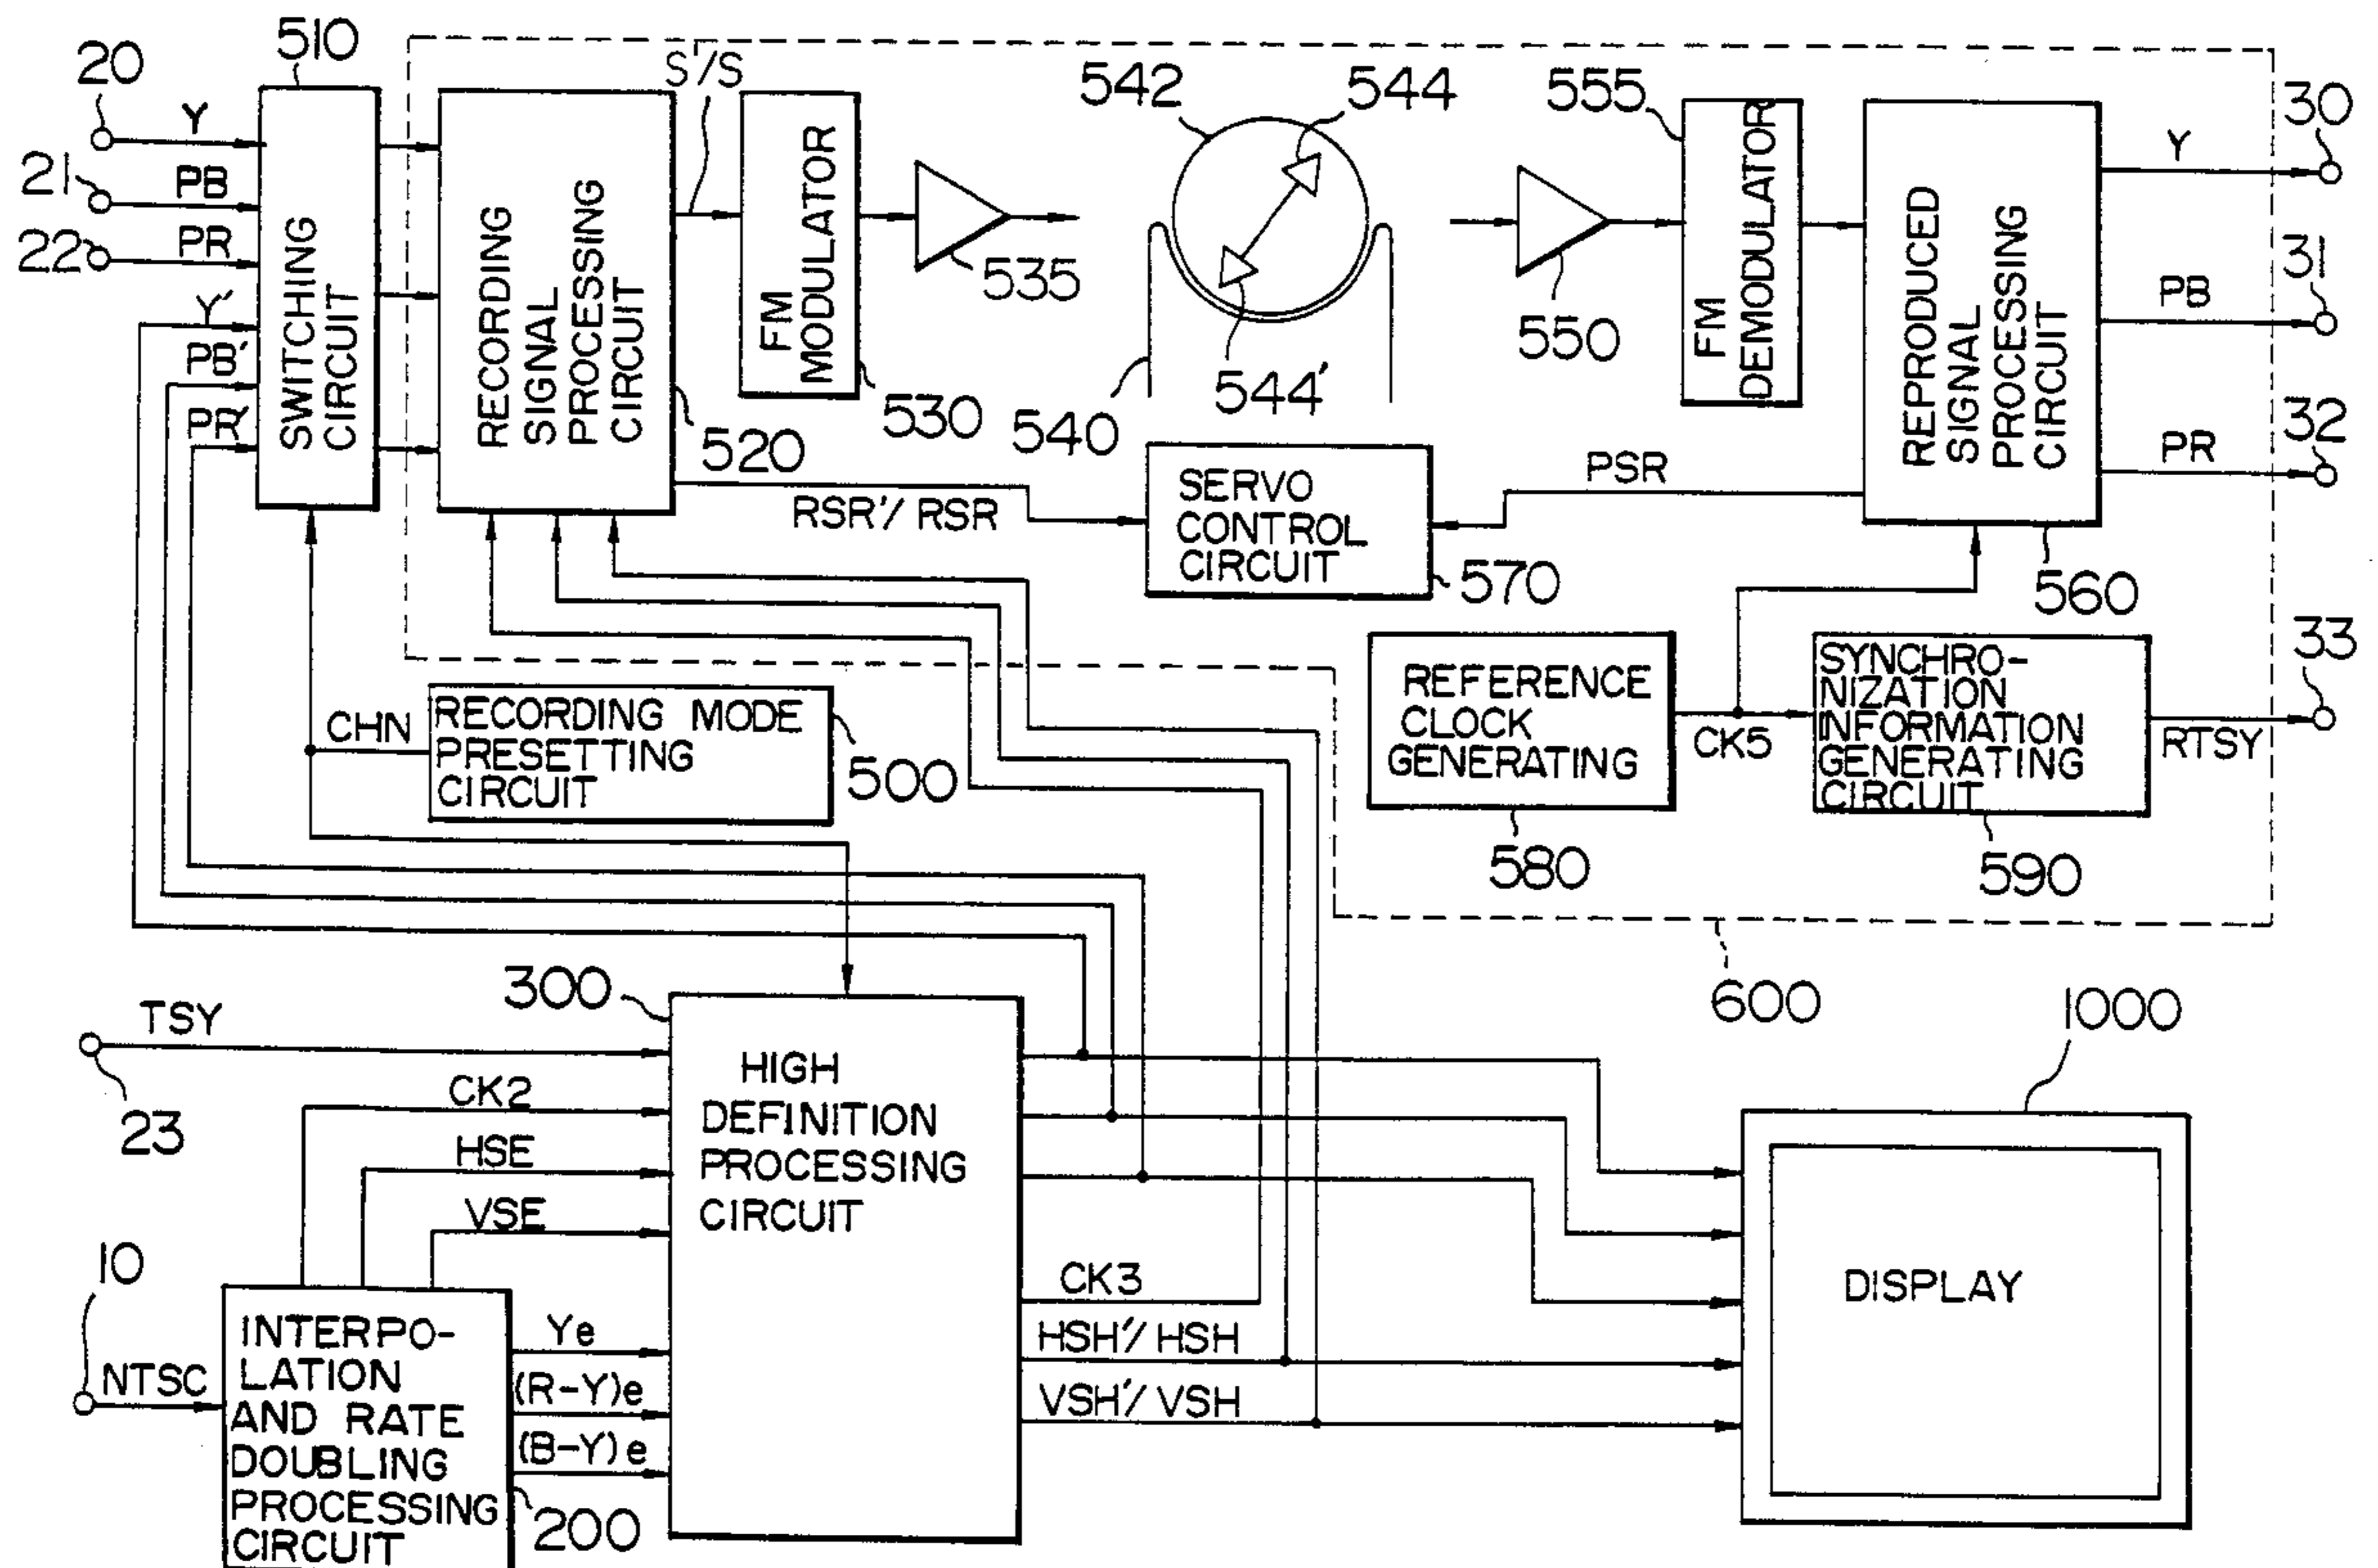 510
20
Y
21
PB
22
PR
Y'
PB'
PR'
SWITCHING
CIRCUIT
RECORDING
SIGNAL
PROCESSING
CIRCUIT
520
S'/S
FM
MODULATOR
530
535
542
544
544'
540
550
555
FM
DEMODULATOR
REPRODUCED
SIGNAL
PROCESSING
CIRCUIT
560
Y
30
PB
31
PR
32
RSR'/RSR
SERVO
CONTROL
CIRCUIT
570
PSR
REFERENCE
CLOCK
GENERATING
580
CK5
SYNCHRO-
NIZATION
INFORMATION
GENERATING
CIRCUIT
590
RTSY
33
CHN
RECORDING MODE
PRESETTING
CIRCUIT
500
600
300
TSY
23
CK2
HSE
VSE
HIGH
DEFINITION
PROCESSING
CIRCUIT
CK3
HSH'/HSH
VSH'/VSH
1000
DISPLAY
10
NTSC
INTERPO-
LATION
AND RATE
DOUBLING
PROCESSING
CIRCUIT
200
Ye
(R-Y)e
(B-Y)e